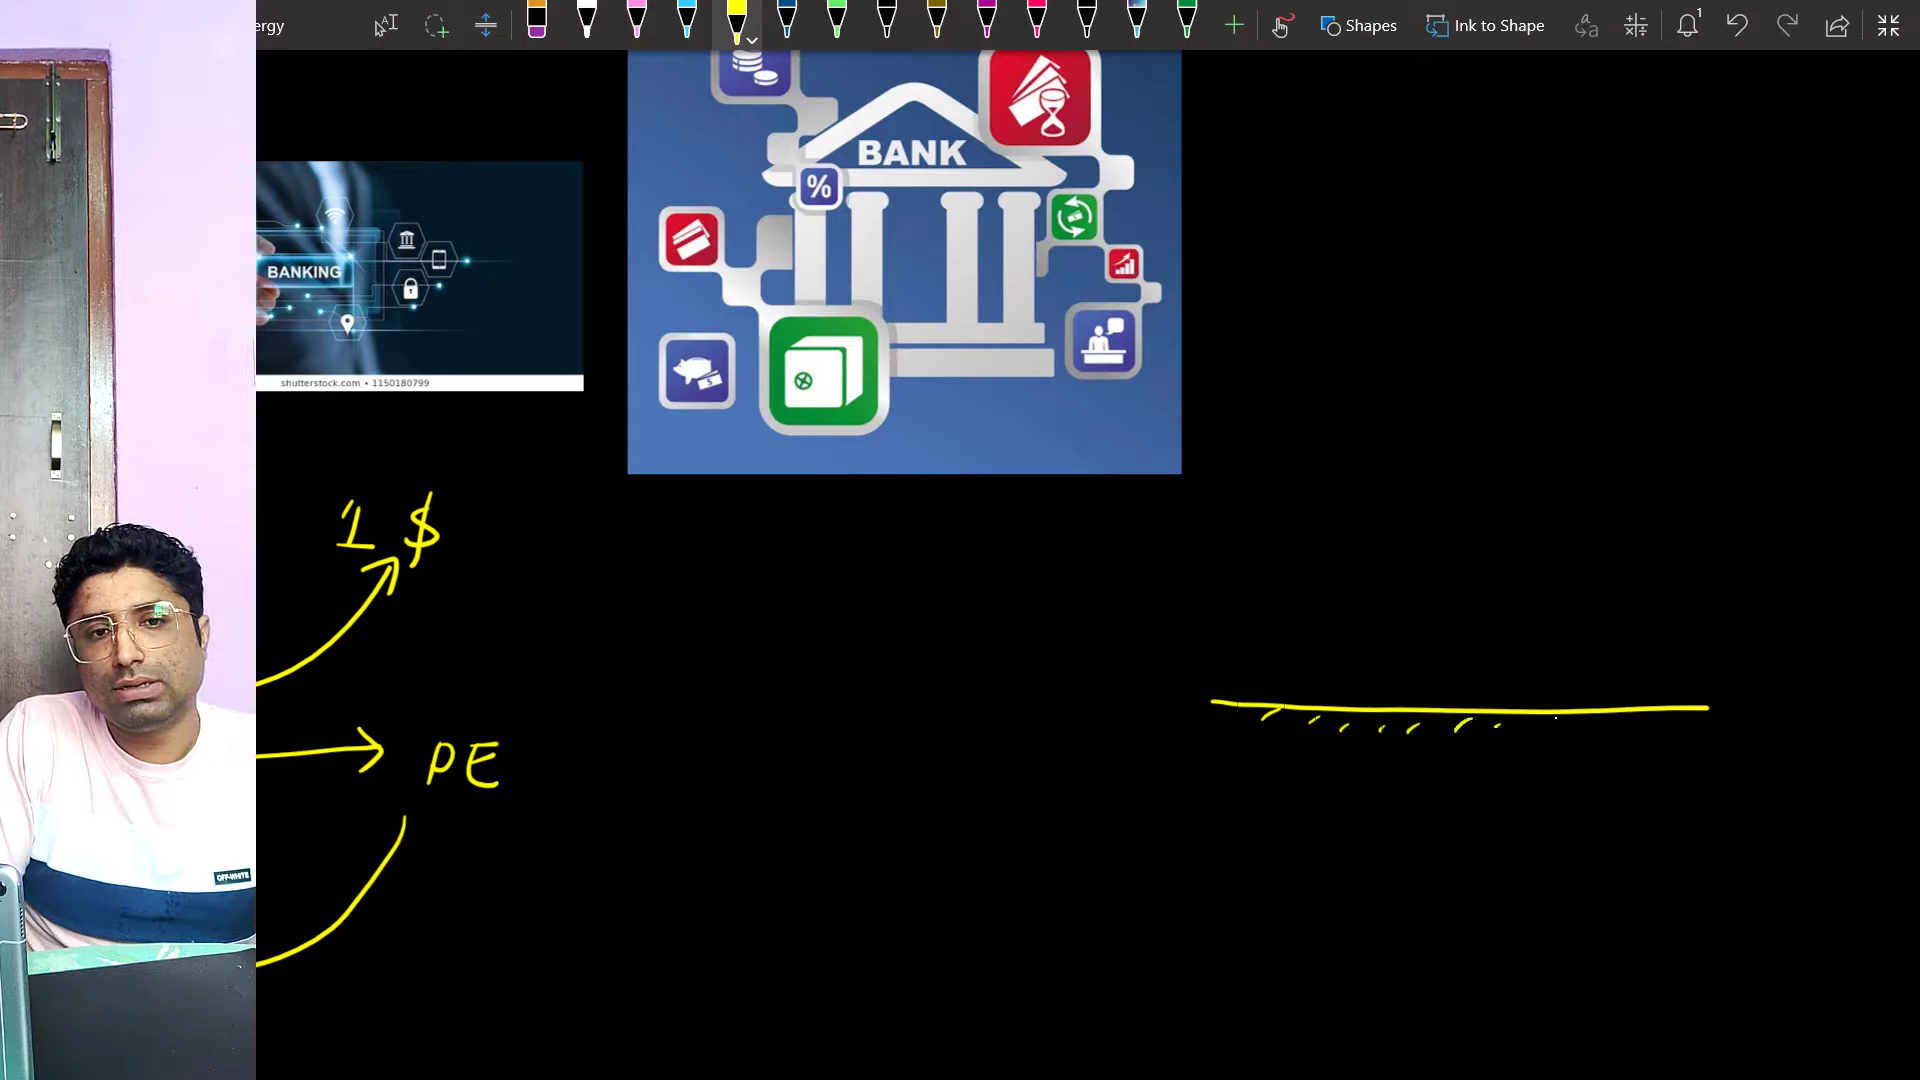 ergy
Shapes
Ink to Shape
1
BANK
%
BANKING
shutterstock.com • 1150180799
1 $
PE
OFF-WHITE